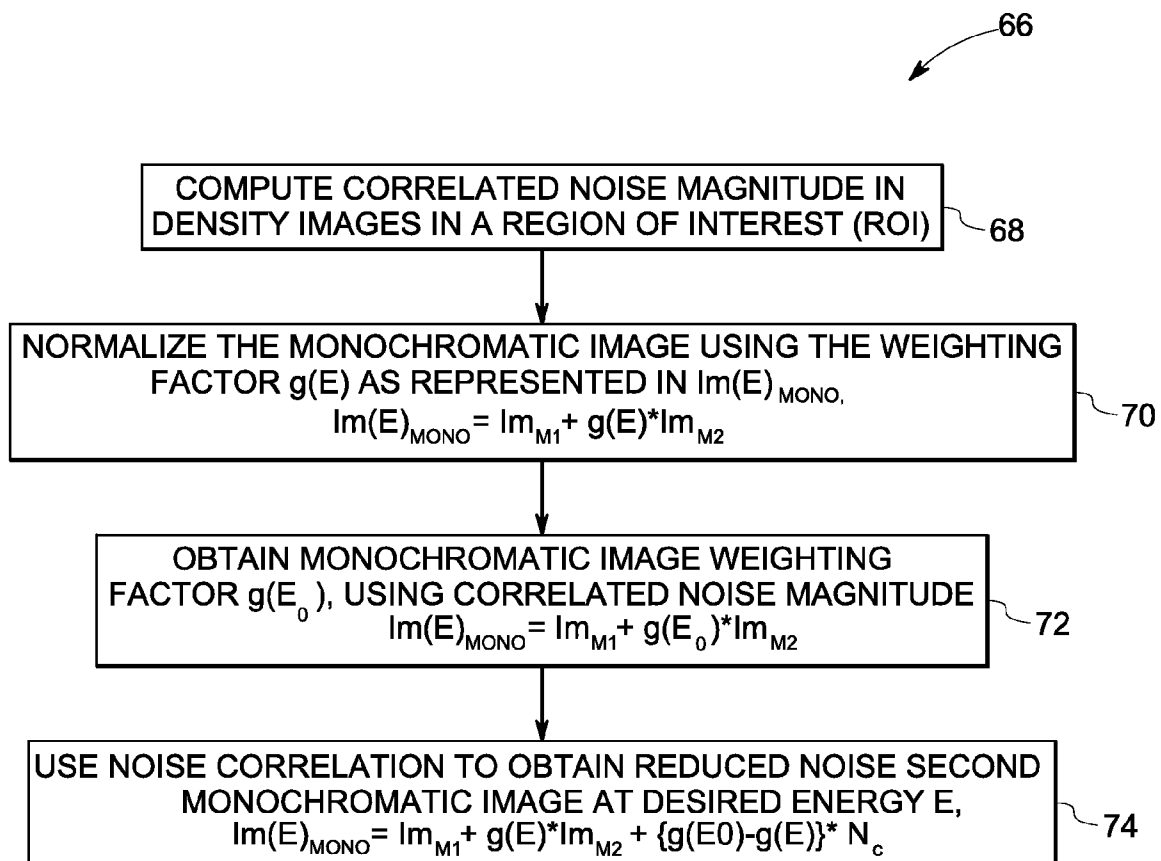 66
COMPUTE CORRELATED NOISE MAGNITUDE IN
DENSITY IMAGES IN A REGION OF INTEREST (ROI)
68
NORMALIZE THE MONOCHROMATIC IMAGE USING THE WEIGHTING
FACTOR g(E) AS REPRESENTED IN Im(E)MONO,
Im(E)MONO= ImM1+ g(E)*ImM2
70
OBTAIN MONOCHROMATIC IMAGE WEIGHTING
FACTOR g(E0 ), USING CORRELATED NOISE MAGNITUDE
Im(E)MONO= ImM1+ g(E0)*ImM2
72
USE NOISE CORRELATION TO OBTAIN REDUCED NOISE SECOND
MONOCHROMATIC IMAGE AT DESIRED ENERGY E,
Im(E)MONO= ImM1+ g(E)*ImM2 + {g(E0)-g(E)}* Nc
74